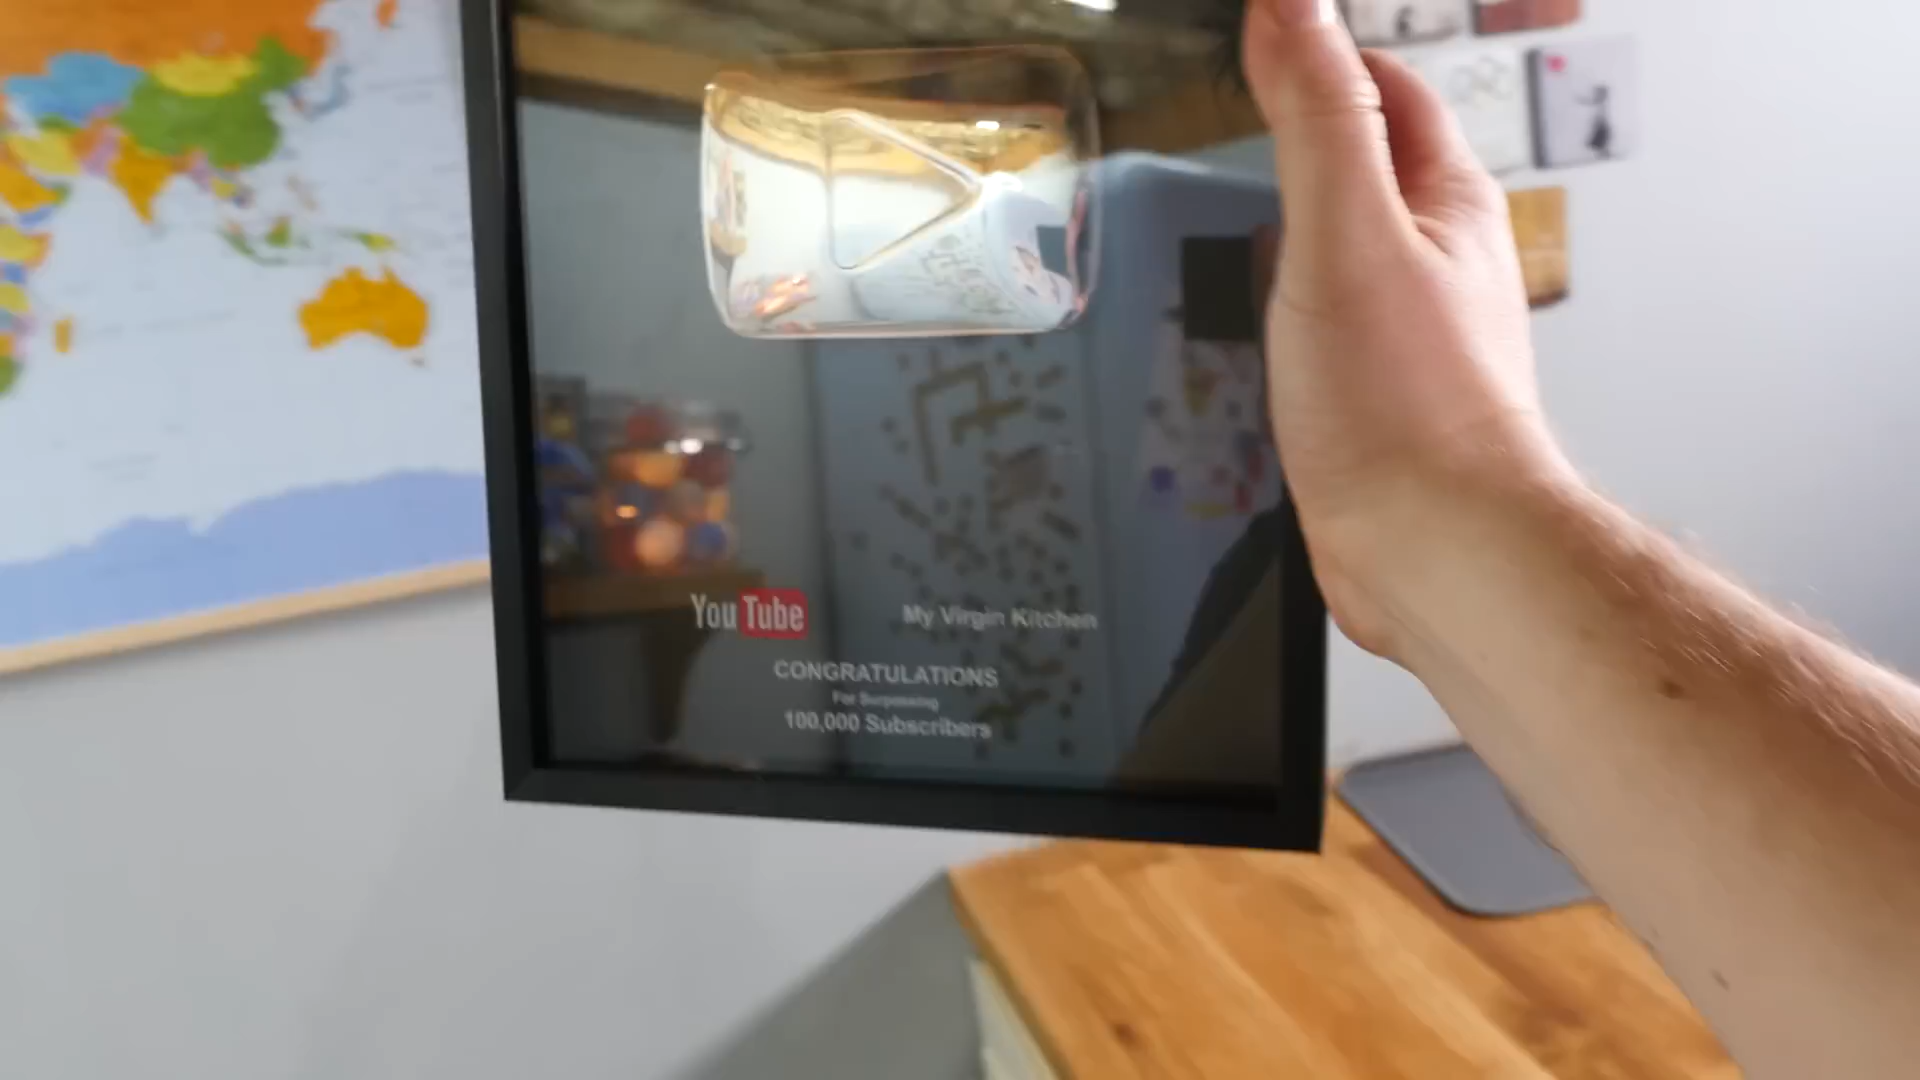 YouTube My Virgin Kitchen
CONGRATULATIONS
For Surpassing
100,000 Subscribers